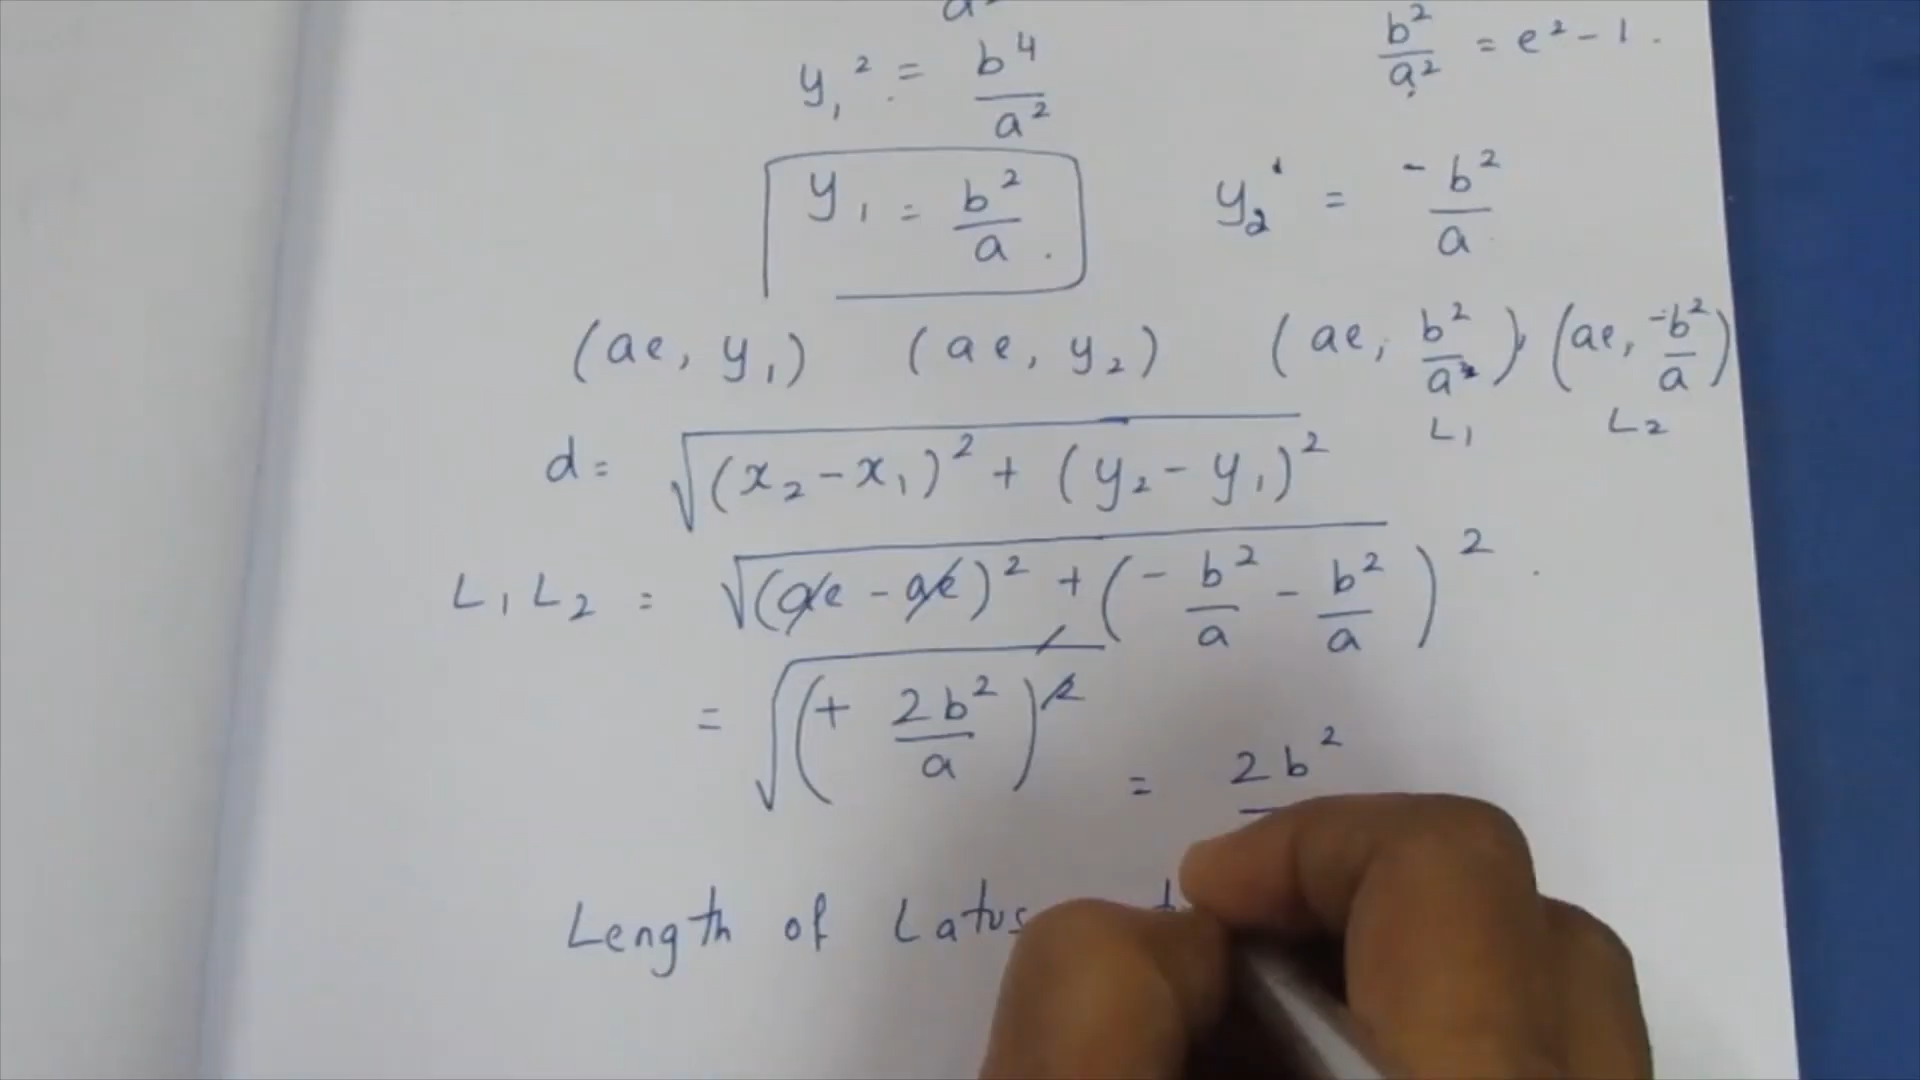 y₁² = b⁴/a²
b²/a² = e² - 1.
y₁ = b²/a.
y₂ = -b²/a
(ae, y₁) (ae, y₂) (ae, b²/a), (ae, -b²/a)
L₁ L₂
d = √(x₂ - x₁)² + (y₂ - y₁)²
L₁L₂ = √(ae - ae)² + (-b²/a - b²/a)².
= √(+ 2b²/a)² = 2b²
Length of Latus